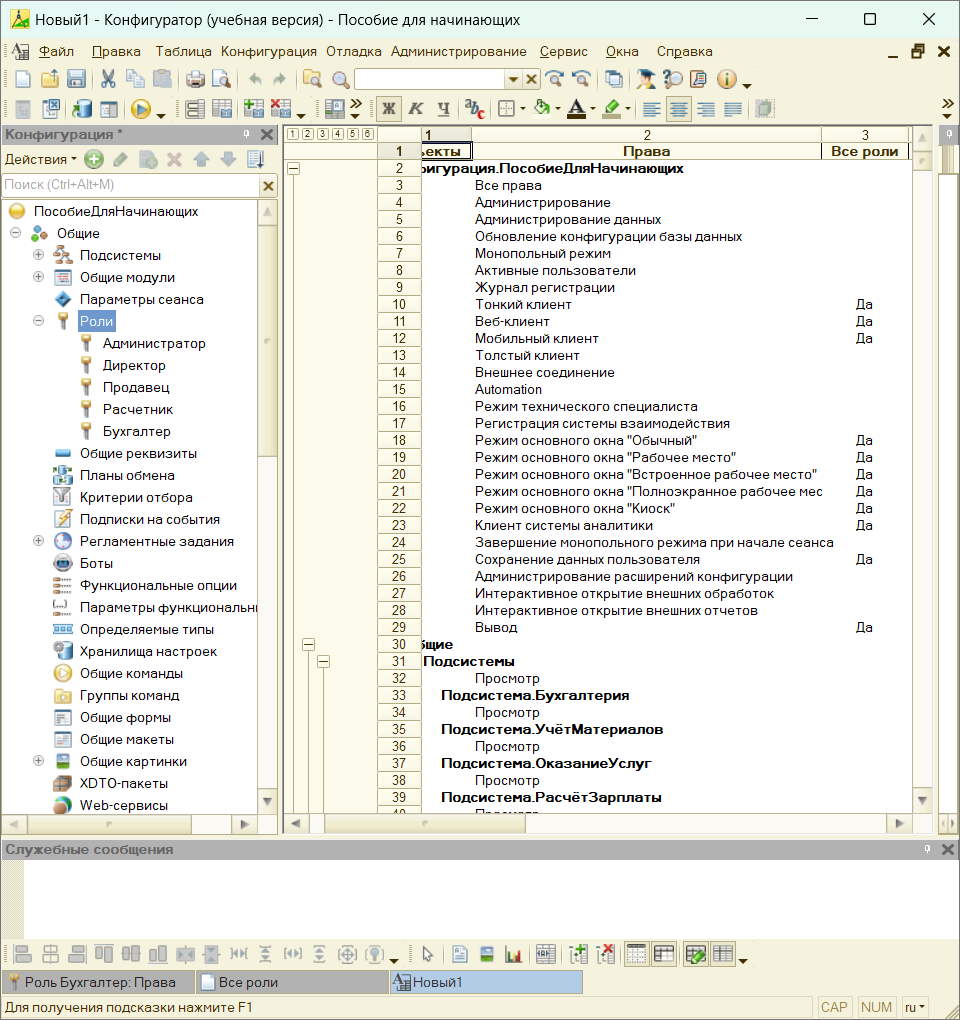 Новый1 - Конфигуратор (учебная версия) - Пособие для начинающих
Файл Правка Таблица Конфигурация Отладка Администрирование Сервис Окна Справка
Ж К Ч
Конфигурация *
Действия
Поиск (Ctrl+Alt+M)
ПособиеДляНачинающих
Общие
Подсистемы
Общие модули
Параметры сеанса
Роли
Администратор
Директор
Продавец
Расчетник
Бухгалтер
Общие реквизиты
Планы обмена
Критерии отбора
Подписки на события
Регламентные задания
Боты
Функциональные опции
Параметры функциональн
Определяемые типы
Хранилища настроек
Общие команды
Группы команд
Общие формы
Общие макеты
Общие картинки
XDTO-пакеты
Web-сервисы
1 2 3 4 5 6 1 2 3
1 ьекты Права Все роли
2 фигурация.ПособиеДляНачинающих
3 Все права
4 Администрирование
5 Администрирование данных
6 Обновление конфигурации базы данных
7 Монопольный режим
8 Активные пользователи
9 Журнал регистрации
10 Тонкий клиент Да
11 Веб-клиент Да
12 Мобильный клиент Да
13 Толстый клиент
14 Внешнее соединение
15 Automation
16 Режим технического специалиста
17 Регистрация системы взаимодействия
18 Режим основного окна "Обычный" Да
19 Режим основного окна "Рабочее место" Да
20 Режим основного окна "Встроенное рабочее место" Да
21 Режим основного окна "Полноэкранное рабочее мес Да
22 Режим основного окна "Киоск" Да
23 Клиент системы аналитики Да
24 Завершение монопольного режима при начале сеанса
25 Сохранение данных пользователя Да
26 Администрирование расширений конфигурации
27 Интерактивное открытие внешних обработок
28 Интерактивное открытие внешних отчетов
29 Вывод Да
30 бщие
31 Подсистемы
32 Просмотр
33 Подсистема.Бухгалтерия
34 Просмотр
35 Подсистема.УчётМатериалов
36 Просмотр
37 Подсистема.ОказаниеУслуг
38 Просмотр
39 Подсистема.РасчётЗарплаты
40 Просмотр
Служебные сообщения
Роль Бухгалтер: Права Все роли Новый1
Для получения подсказки нажмите F1 CAP NUM ru